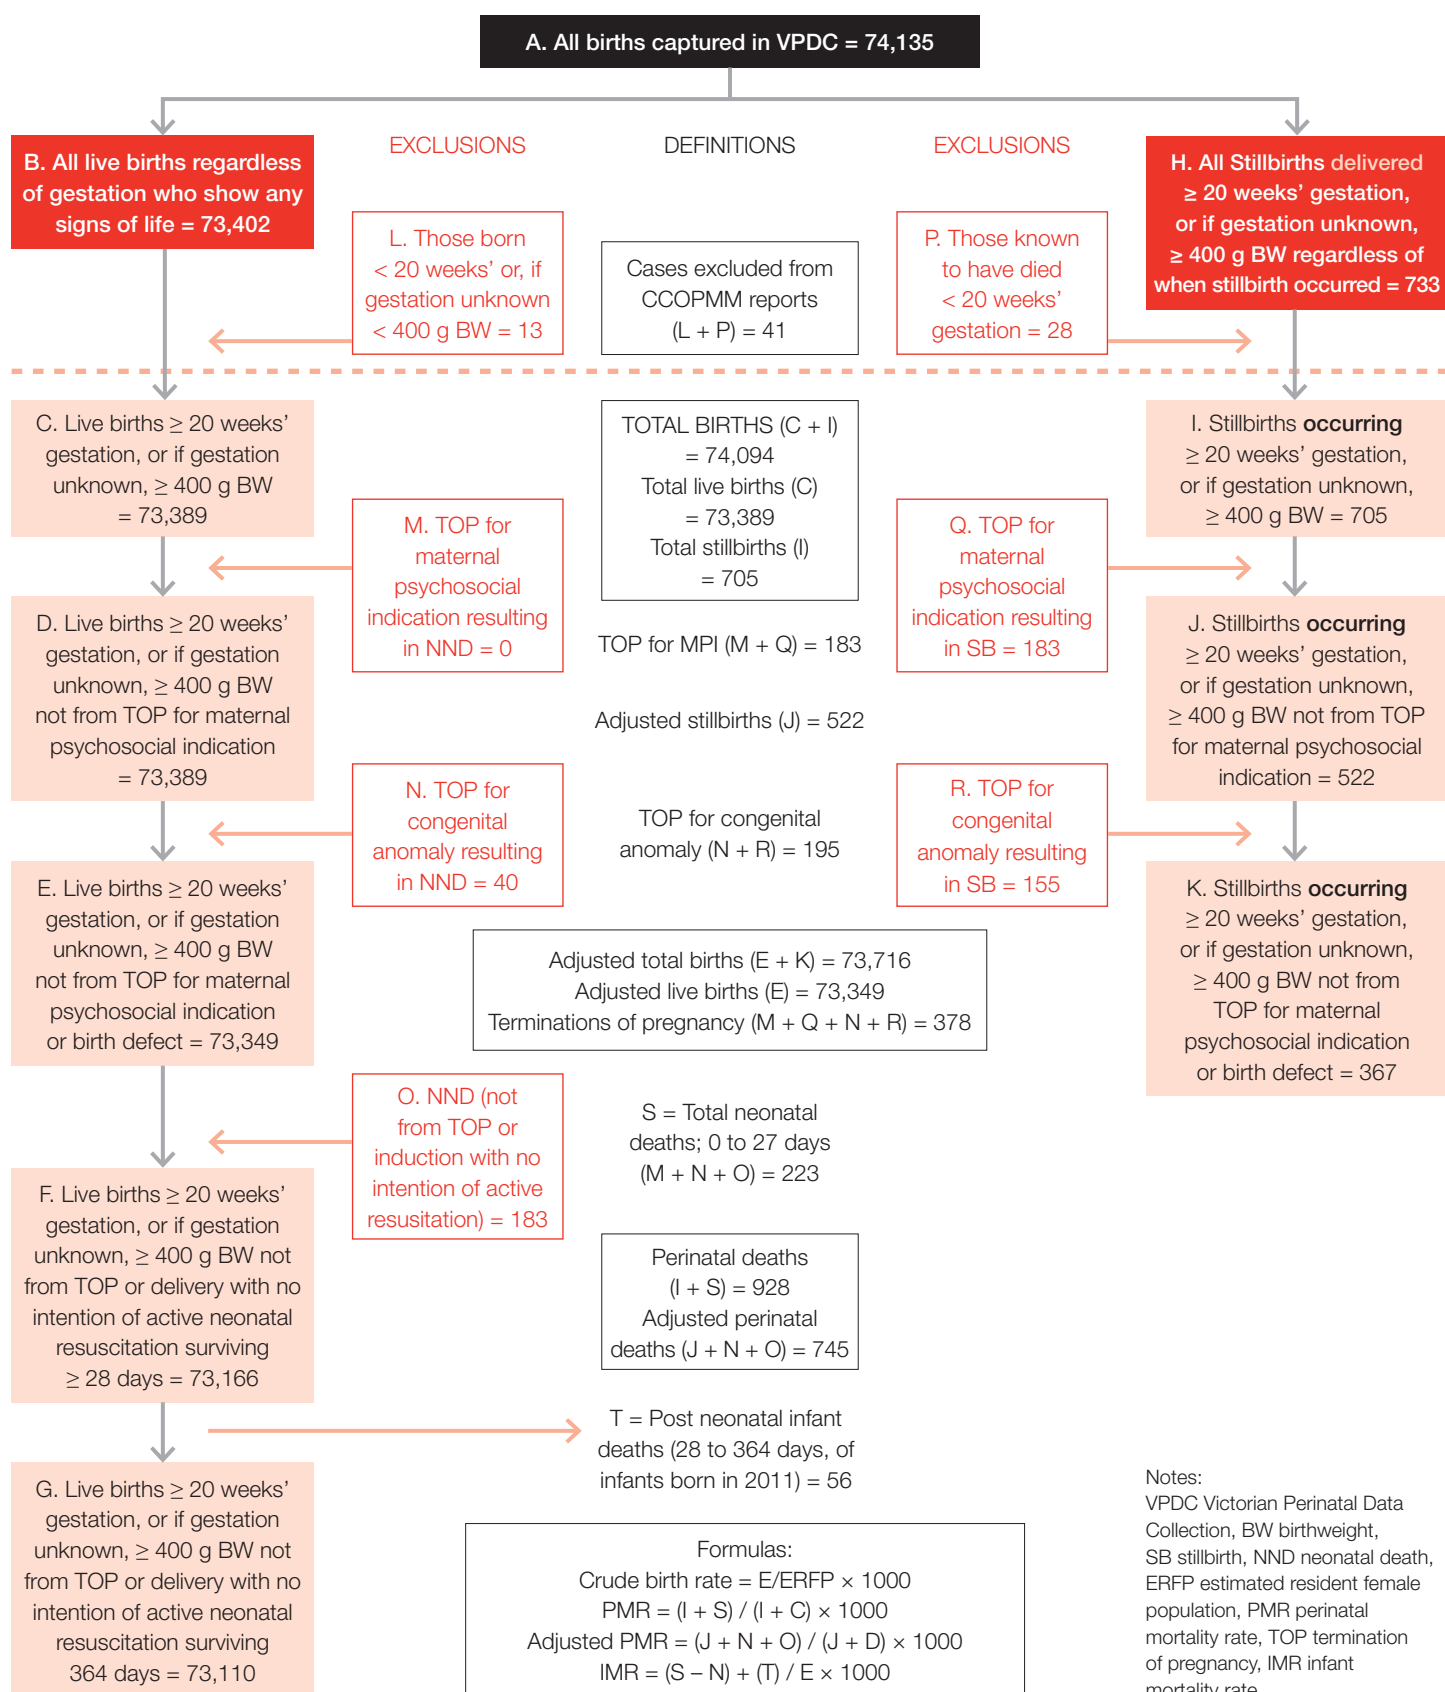 A. All births captured in VPDC = 74,135
B. All live births regardless
of gestation who show any
signs of life = 73,402
EXCLUSIONS
DEFINITIONS
EXCLUSIONS
H. All Stillbirths delivered
≥ 20 weeks’ gestation,
or if gestation unknown,
≥ 400 g BW regardless of
when stillbirth occurred = 733
L. Those born
< 20 weeks’ or, if
gestation unknown
< 400 g BW = 13
Cases excluded from
CCOPMM reports
(L + P) = 41
P. Those known
to have died
< 20 weeks’
gestation = 28
C. Live births ≥ 20 weeks’
gestation, or if gestation
unknown, ≥ 400 g BW
= 73,389
TOTAL BIRTHS (C + I)
= 74,094
Total live births (C)
= 73,389
Total stillbirths (I)
= 705
I. Stillbirths occurring
≥ 20 weeks’ gestation,
or if gestation unknown,
≥ 400 g BW = 705
M. TOP for
maternal
psychosocial
indication resulting
in NND = 0
Q. TOP for
maternal
psychosocial
indication resulting
in SB = 183
D. Live births ≥ 20 weeks’
gestation, or if gestation
unknown, ≥ 400 g BW
not from TOP for maternal
psychosocial indication
= 73,389
TOP for MPI (M + Q) = 183
Adjusted stillbirths (J) = 522
J. Stillbirths occurring
≥ 20 weeks’ gestation,
or if gestation unknown,
≥ 400 g BW not from TOP
for maternal psychosocial
indication = 522
N. TOP for
congenital
anomaly resulting
in NND = 40
TOP for congenital
anomaly (N + R) = 195
R. TOP for
congenital
anomaly resulting
in SB = 155
E. Live births ≥ 20 weeks’
gestation, or if gestation
unknown, ≥ 400 g BW
not from TOP for maternal
psychosocial indication
or birth defect = 73,349
Adjusted total births (E + K) = 73,716
Adjusted live births (E) = 73,349
Terminations of pregnancy (M + Q + N + R) = 378
K. Stillbirths occurring
≥ 20 weeks’ gestation,
or if gestation unknown,
≥ 400 g BW not from
TOP for maternal
psychosocial indication
or birth defect = 367
O. NND (not
from TOP or
induction with no
intention of active
resusitation) = 183
S = Total neonatal
deaths; 0 to 27 days
(M + N + O) = 223
F. Live births ≥ 20 weeks’
gestation, or if gestation
unknown, ≥ 400 g BW not
from TOP or delivery with no
intention of active neonatal
resuscitation surviving
≥ 28 days = 73,166
Perinatal deaths
(I + S) = 928
Adjusted perinatal
deaths (J + N + O) = 745
T = Post neonatal infant
deaths (28 to 364 days, of
infants born in 2011) = 56
G. Live births ≥ 20 weeks’
gestation, or if gestation
unknown, ≥ 400 g BW not
from TOP or delivery with no
intention of active neonatal
resuscitation surviving
364 days = 73,110
Formulas:
Crude birth rate = E/ERFP × 1000
PMR = (I + S) / (I + C) × 1000
Adjusted PMR = (J + N + O) / (J + D) × 1000
IMR = (S – N) + (T) / E × 1000
Notes:
VPDC Victorian Perinatal Data
Collection, BW birthweight,
SB stillbirth, NND neonatal death,
ERFP estimated resident female
population, PMR perinatal
mortality rate, TOP termination
of pregnancy, IMR infant
mortality rate